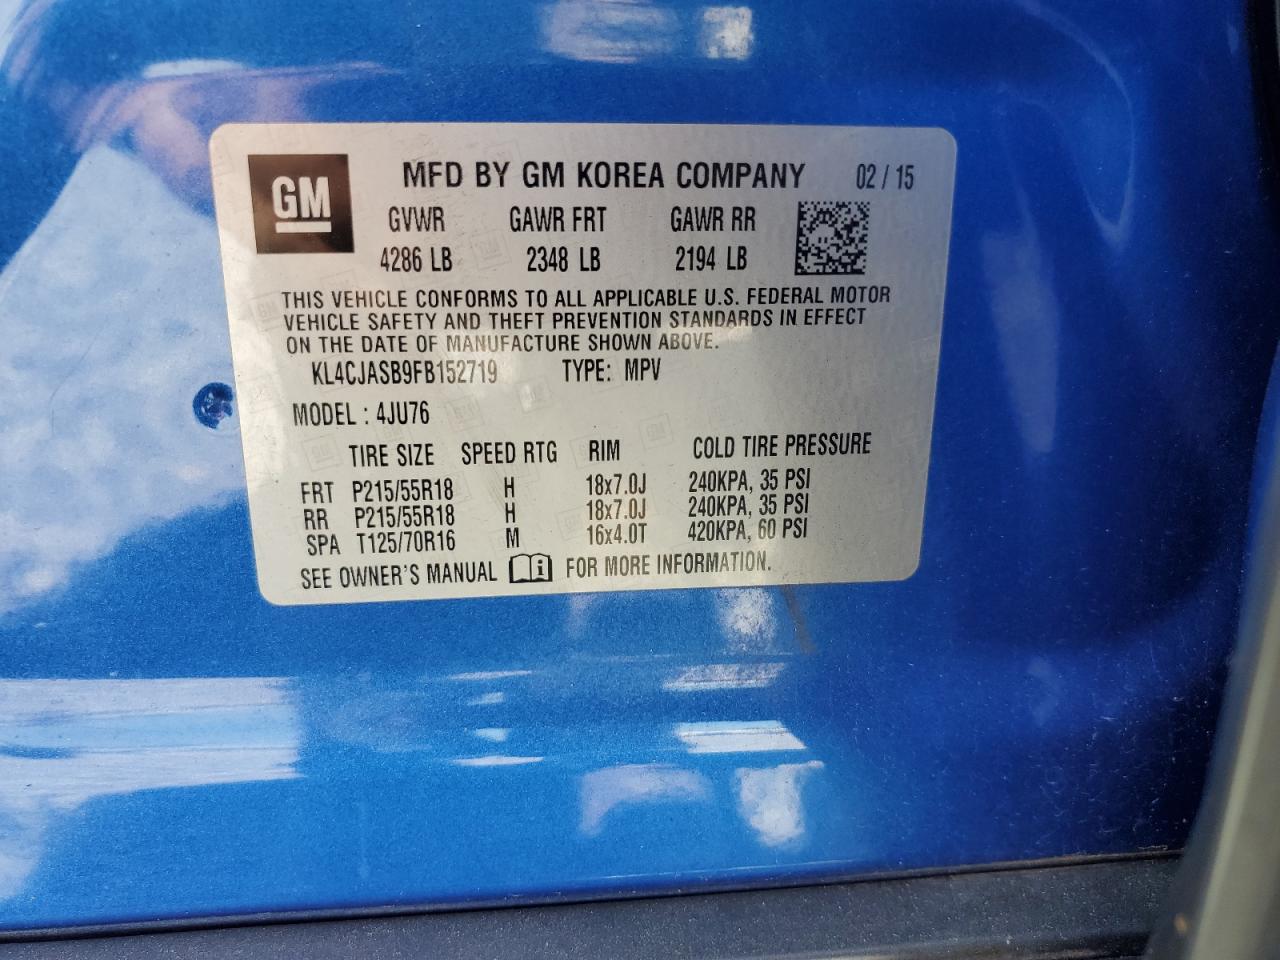 GM
MFD BY GM KOREA COMPANY 02 / 15
GVWR GAWR FRT GAWR RR
4286 LB 2348 LB 2194 LB
THIS VEHICLE CONFORMS TO ALL APPLICABLE U.S. FEDERAL MOTOR
VEHICLE SAFETY AND THEFT PREVENTION STANDARDS IN EFFECT
ON THE DATE OF MANUFACTURE SHOWN ABOVE.
KL4CJASB9FB152719 TYPE: MPV
MODEL : 4JU76
TIRE SIZE SPEED RTG RIM COLD TIRE PRESSURE
FRT P215/55R18 H 18x7.0J 240KPA, 35 PSI
RR P215/55R18 H 18x7.0J 240KPA, 35 PSI
SPA T125/70R16 M 16x4.0T 420KPA, 60 PSI
SEE OWNER'S MANUAL i FOR MORE INFORMATION.